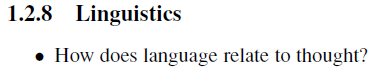 1.2.8 Linguistics
• How does language relate to thought?